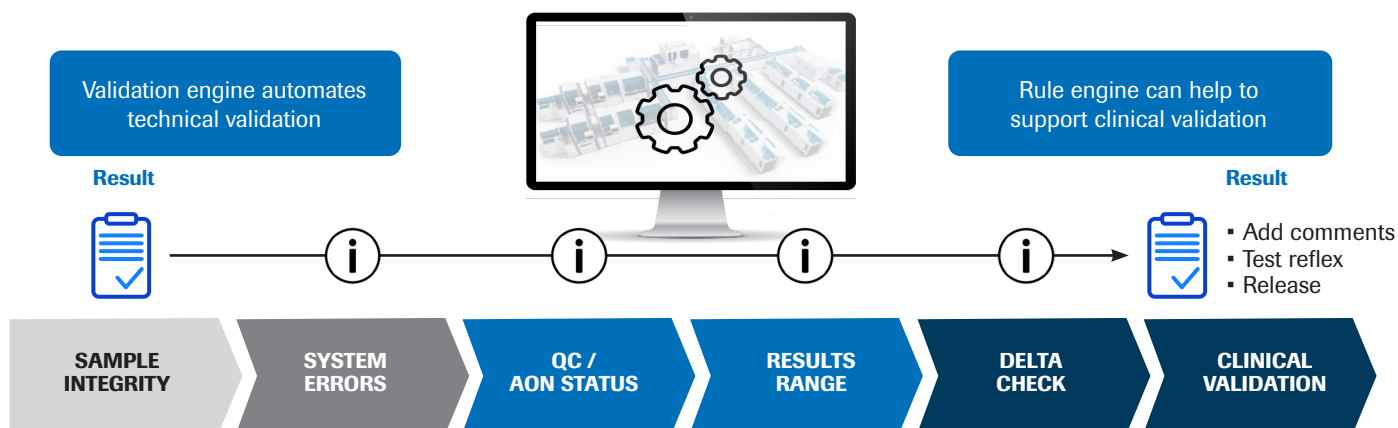 Validation engine automates
technical validation
Rule engine can help to
support clinical validation
Result
Result
i
i
i
i
▪ Add comments
▪ Test reflex
▪ Release
SAMPLE
INTEGRITY
SYSTEM
ERRORS
QC /
AON STATUS
RESULTS
RANGE
DELTA
CHECK
CLINICAL
VALIDATION